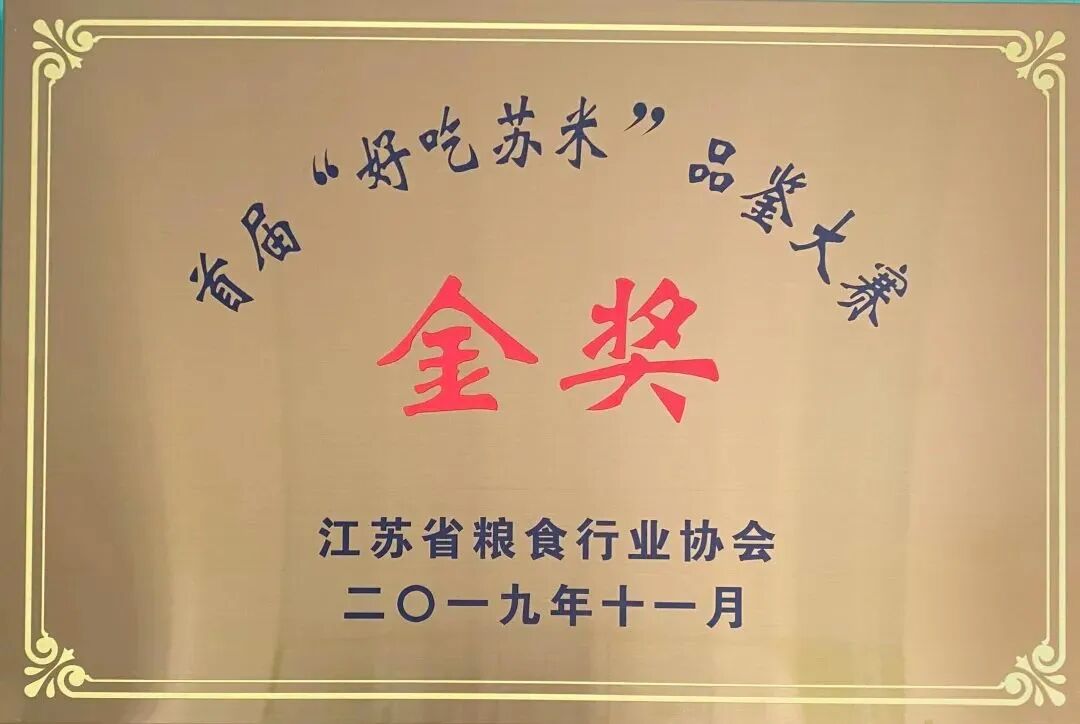 首届“好吃苏米”品鉴大赛
金奖
江苏省粮食行业协会
二〇一九年十一月